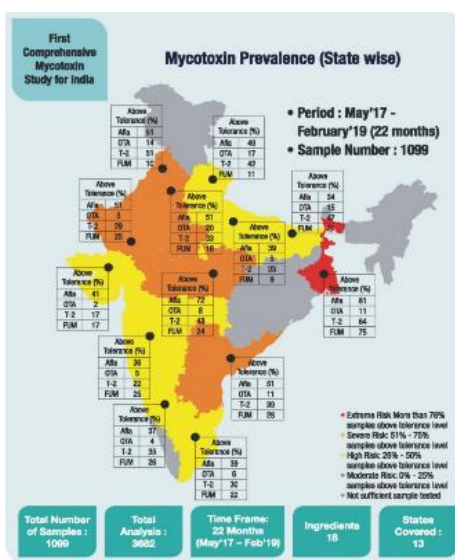 First
Comprehensive
Mycotoxin
Study for India
Mycotoxin Prevalence (State wise)
• Period : May'17 -
February'19 (22 months)
• Sample Number : 1099
Above
Tolerance (%)
Afla 51
OTA 14
T-2 51
FUM
Above
Tolerance (%)
Afla 49
OTA 17
T-2 42
FUM 11
Above
Tolerance (%)
Afla 51
OTA
T-2 29
FUM 25
Above
Tolerance (%)
Afla 51
OTA 20
T-2 33
FUM 16
Above
Tolerance (%)
Afla 34
OTA 15
T-2 47
FUM
Above
Tolerance (%)
Afla 39
OTA
T-2 33
FUM
Above
Tolerance (%)
Afla 41
OTA 2
T-2 17
FUM 17
Above
Tolerance (%)
Afla 72
OTA 8
T-2 43
FUM 24
Above
Tolerance (%)
Afla 81
OTA 11
T-2 64
FUM 75
Above
Tolerance (%)
Afla 36
OTA 5
T-2 22
FUM 25
Above
Tolerance (%)
Afla 51
OTA 11
T-2 39
FUM 26
Above
Tolerance (%)
Afla 37
OTA 4
T-2 35
FUM 26
Above
Tolerance (%)
Afla 39
OTA 6
T-2 30
FUM 22
Extreme Risk More than 76%
samples above tolerance level
Severe Risk: 51% - 75%
samples above tolerance level
High Risk: 26% - 50%
samples above tolerance level
Moderate Risk: 0% - 25%
samples above tolerance level
Not sufficient sample tested
Total Number
of Samples :
1099
Total
Analysis :
3682
Time Frame:
22 Months
(May'17 – Feb'19)
Ingredients
18
States
Covered :
13